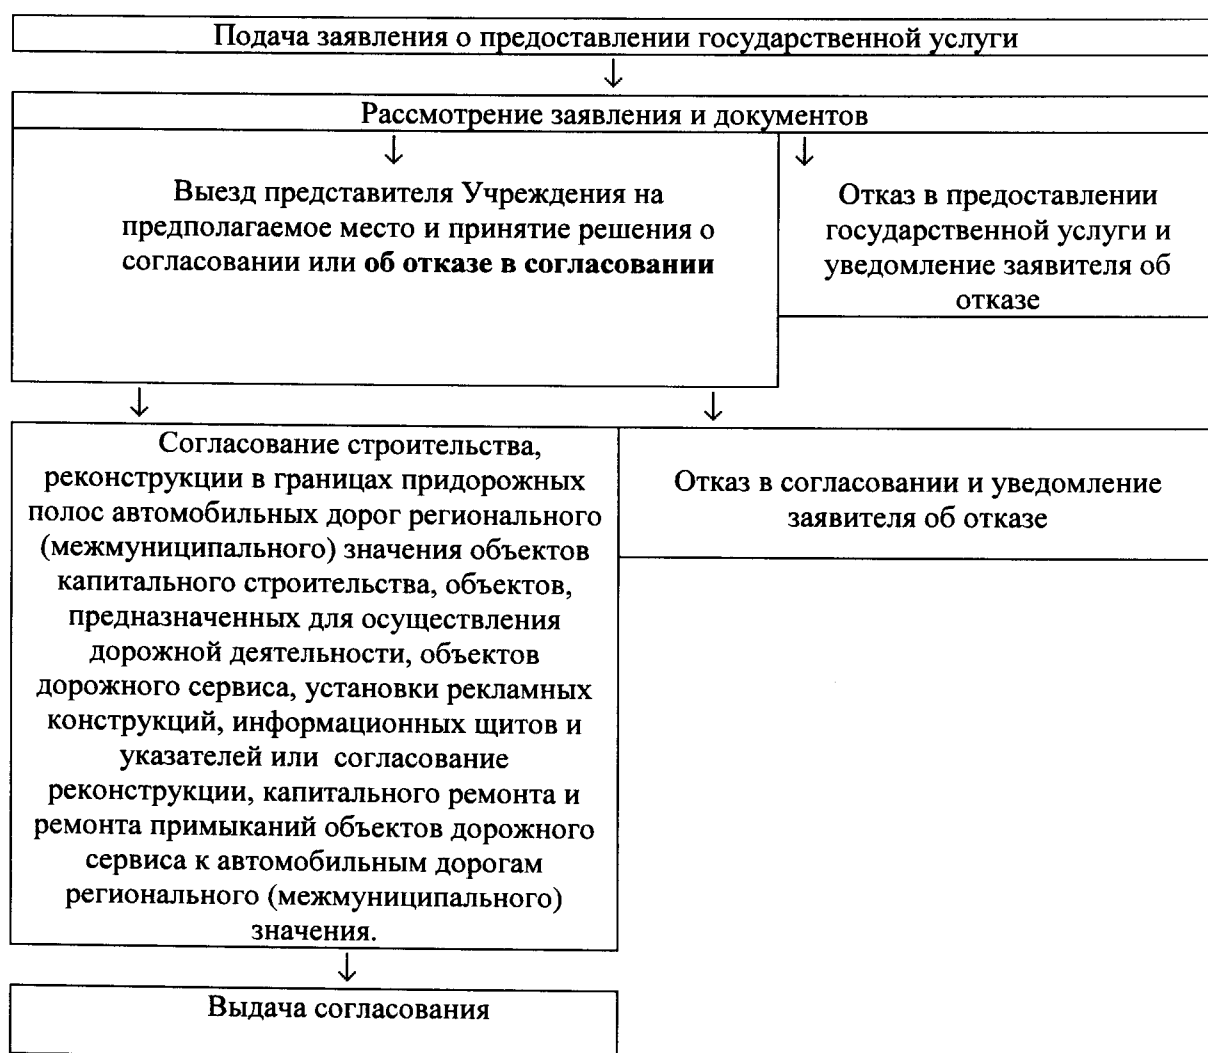 Подача заявления о предоставлении государственной услуги
↓
Рассмотрение заявления и документов
↓
↓
Выезд представителя Учреждения на
предполагаемое место и принятие решения о
согласовании или об отказе в согласовании
Отказ в предоставлении
государственной услуги и
уведомление заявителя об
отказе
↓
↓
Согласование строительства,
реконструкции в границах придорожных
полос автомобильных дорог регионального
(межмуниципального) значения объектов
капитального строительства, объектов,
предназначенных для осуществления
дорожной деятельности, объектов
дорожного сервиса, установки рекламных
конструкций, информационных щитов и
указателей или согласование
реконструкции, капитального ремонта и
ремонта примыканий объектов дорожного
сервиса к автомобильным дорогам
регионального (межмуниципального)
значения.
Отказ в согласовании и уведомление
заявителя об отказе
↓
Выдача согласования